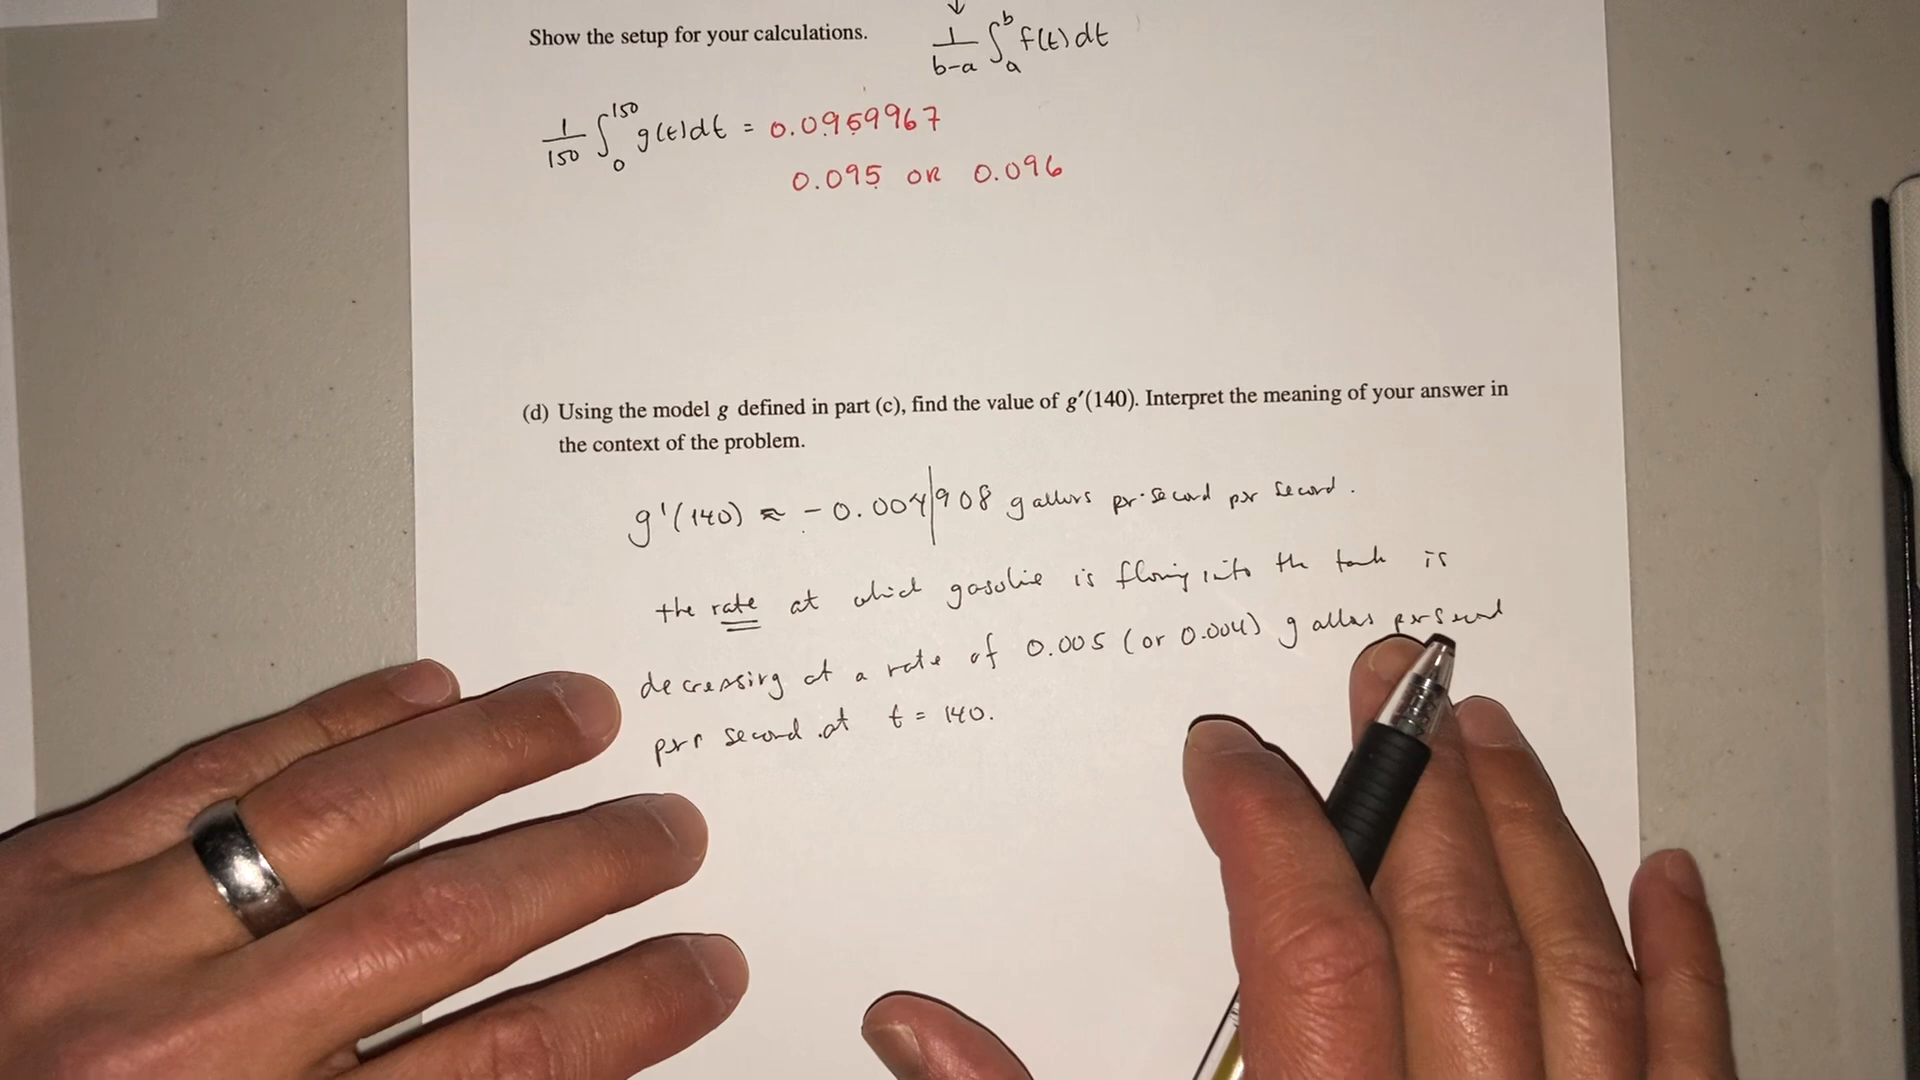 Show the setup for your calculations.
1/(b-a) ∫_a^b f(t)dt
1/150 ∫_0^150 g(t)dt = 0.0959967
0.095 OR 0.096
(d) Using the model g defined in part (c), find the value of g′(140). Interpret the meaning of your answer in
the context of the problem.
g'(140) ≈ -0.004|908 gallons per second per second.
the rate at which gasoline is flowing into the tank is
decreasing at a rate of 0.005 (or 0.004) gallons per second
per second at t = 140.